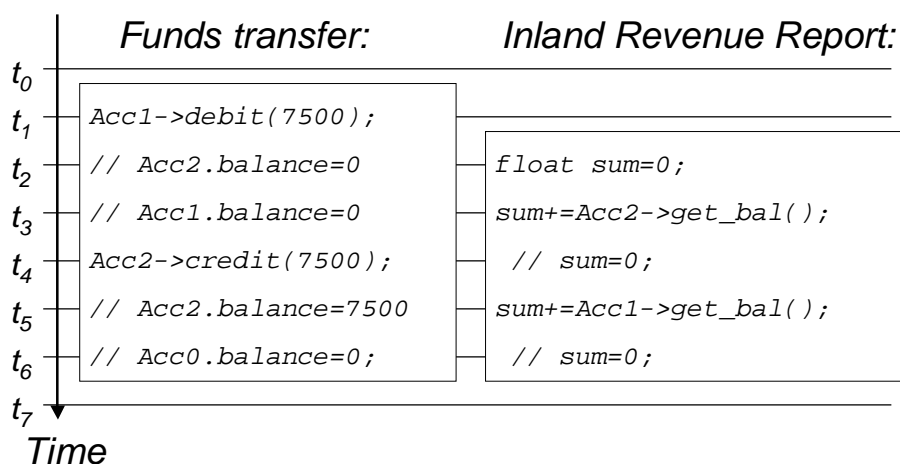 Funds transfer: Inland Revenue Report:
t0
t1 Acc1->debit(7500);
t2 // Acc2.balance=0 float sum=0;
t3 // Acc1.balance=0 sum+=Acc2->get_bal();
t4 Acc2->credit(7500); // sum=0;
t5 // Acc2.balance=7500 sum+=Acc1->get_bal();
t6 // Acc0.balance=0; // sum=0;
t7
Time